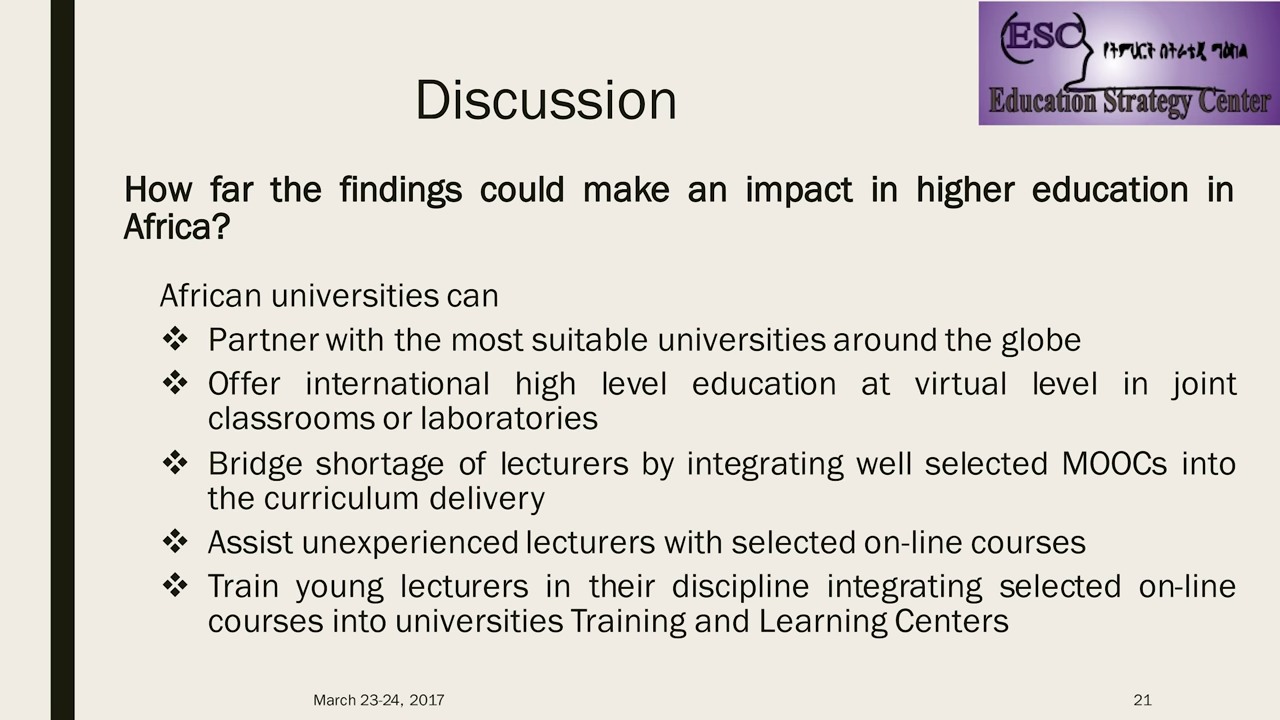 ESC
Education Strategy Center
Discussion
How far the findings could make an impact in higher education in
Africa?
African universities can
❖ Partner with the most suitable universities around the globe
❖ Offer international high level education at virtual level in joint
classrooms or laboratories
❖ Bridge shortage of lecturers by integrating well selected MOOCs into
the curriculum delivery
❖ Assist unexperienced lecturers with selected on-line courses
❖ Train young lecturers in their discipline integrating selected on-line
courses into universities Training and Learning Centers
March 23-24, 2017
21